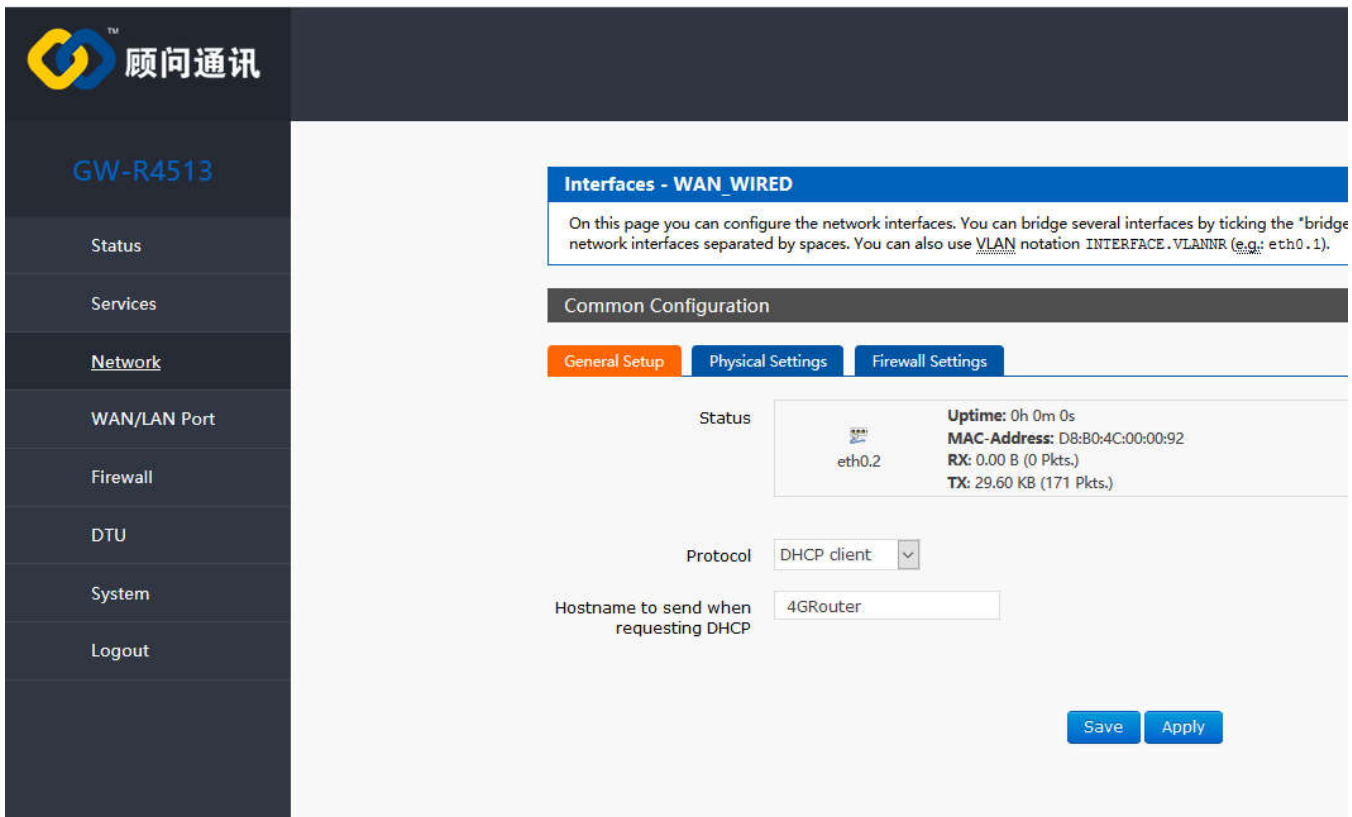 TM
顾问通讯
GW-R4513
Status
Services
Network
WAN/LAN Port
Firewall
DTU
System
Logout
Interfaces - WAN_WIRED
On this page you can configure the network interfaces. You can bridge several interfaces by ticking the "bridge
network interfaces separated by spaces. You can also use VLAN notation INTERFACE.VLANNR (e.g.: eth0.1).
Common Configuration
General Setup Physical Settings Firewall Settings
Status
eth0.2
Uptime: 0h 0m 0s
MAC-Address: D8:B0:4C:00:00:92
RX: 0.00 B (0 Pkts.)
TX: 29.60 KB (171 Pkts.)
Protocol DHCP client
Hostname to send when
requesting DHCP
4GRouter
Save Apply